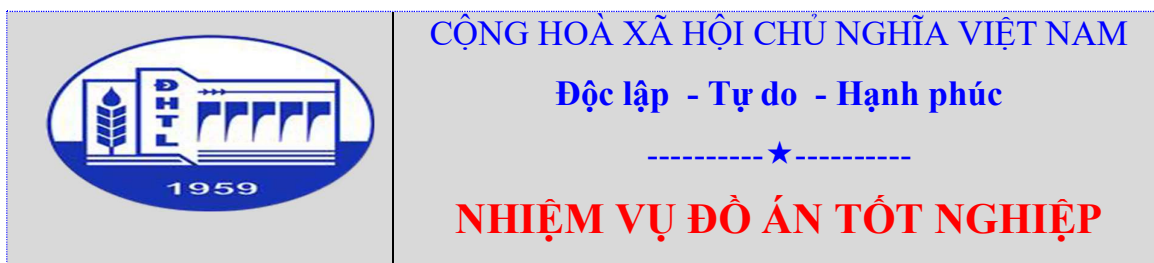 ĐHTL
1959
CỘNG HOÀ XÃ HỘI CHỦ NGHĨA VIỆT NAM
Độc lập - Tự do - Hạnh phúc
----------★----------
NHIỆM VỤ ĐỒ ÁN TỐT NGHIỆP